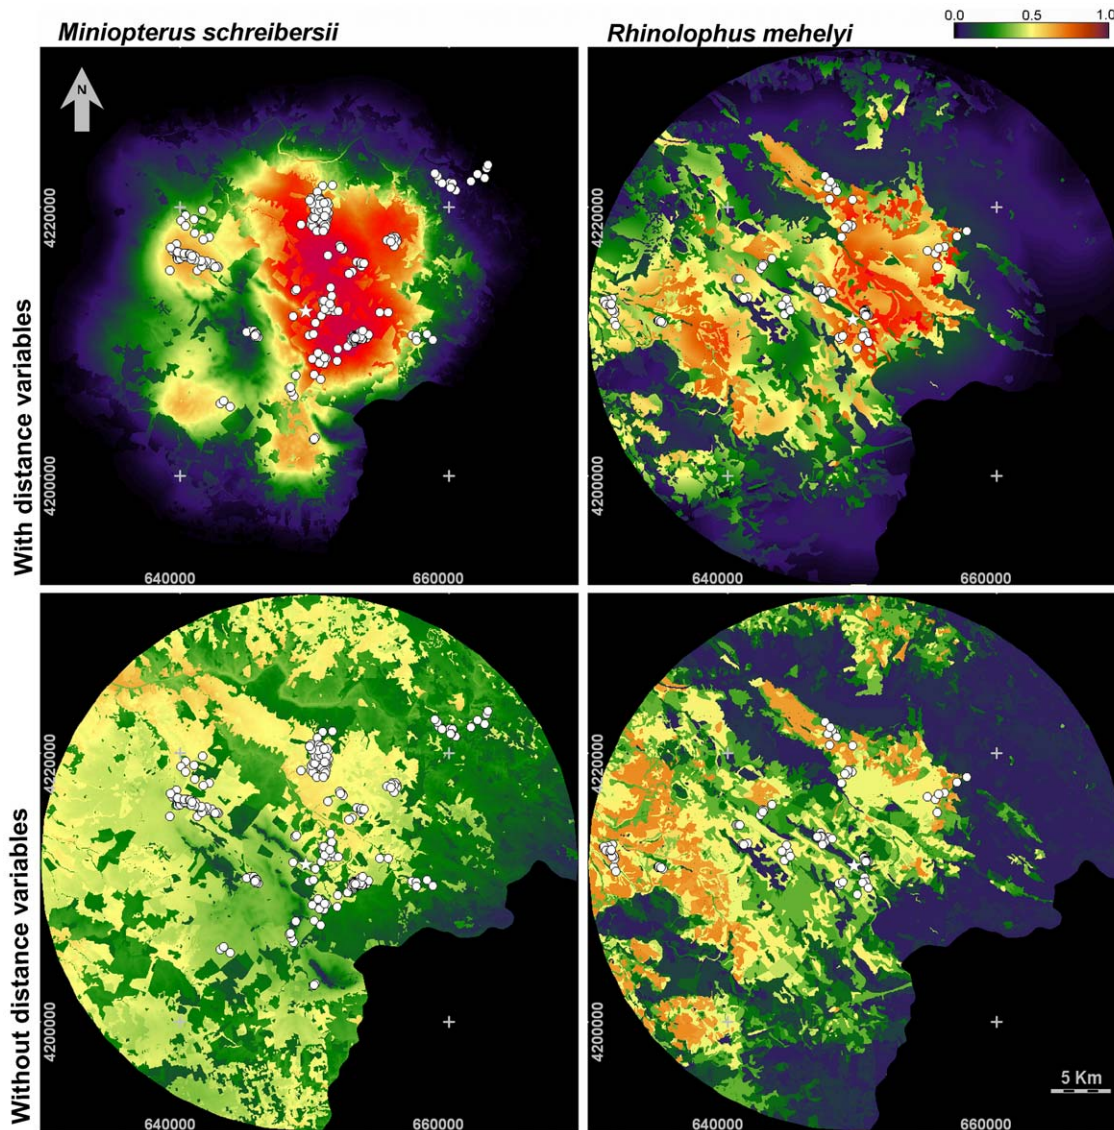 Miniopterus schreibersii
Rhinolophus mehelyi
0.0 0.5 1.0
N
With distance variables
4220000
4200000
640000 660000
4220000
4200000
640000 660000
Without distance variables
4220000
4200000
640000 660000
4220000
4200000
640000 660000
5 Km